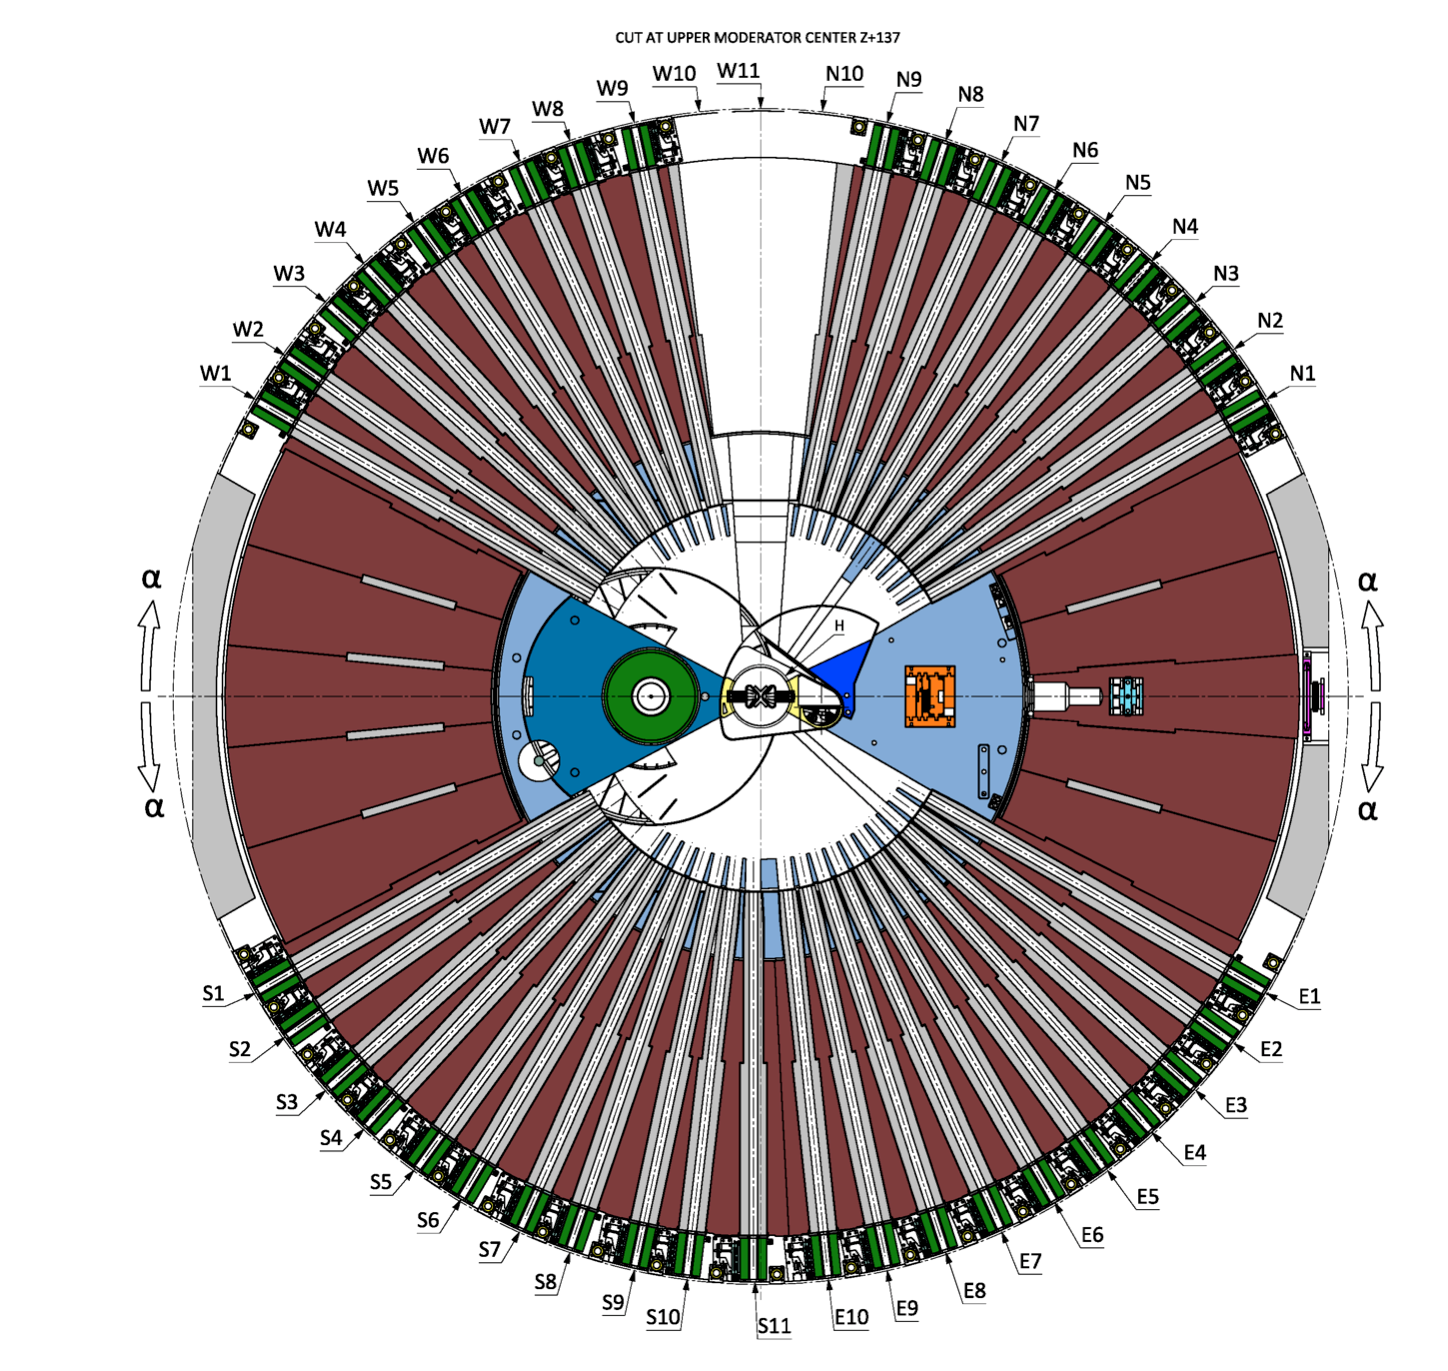 CUT AT UPPER MODERATOR CENTER Z+137
W11
W10
N10
W9
N9
W8
N8
W7
N7
W6
N6
W5
N5
W4
N4
W3
N3
W2
N2
W1
N1
α
α
H
α
α
S1
E1
S2
E2
S3
E3
S4
E4
S5
E5
S6
E6
S7
E7
S8
E8
S9
E9
S10
E10
S11